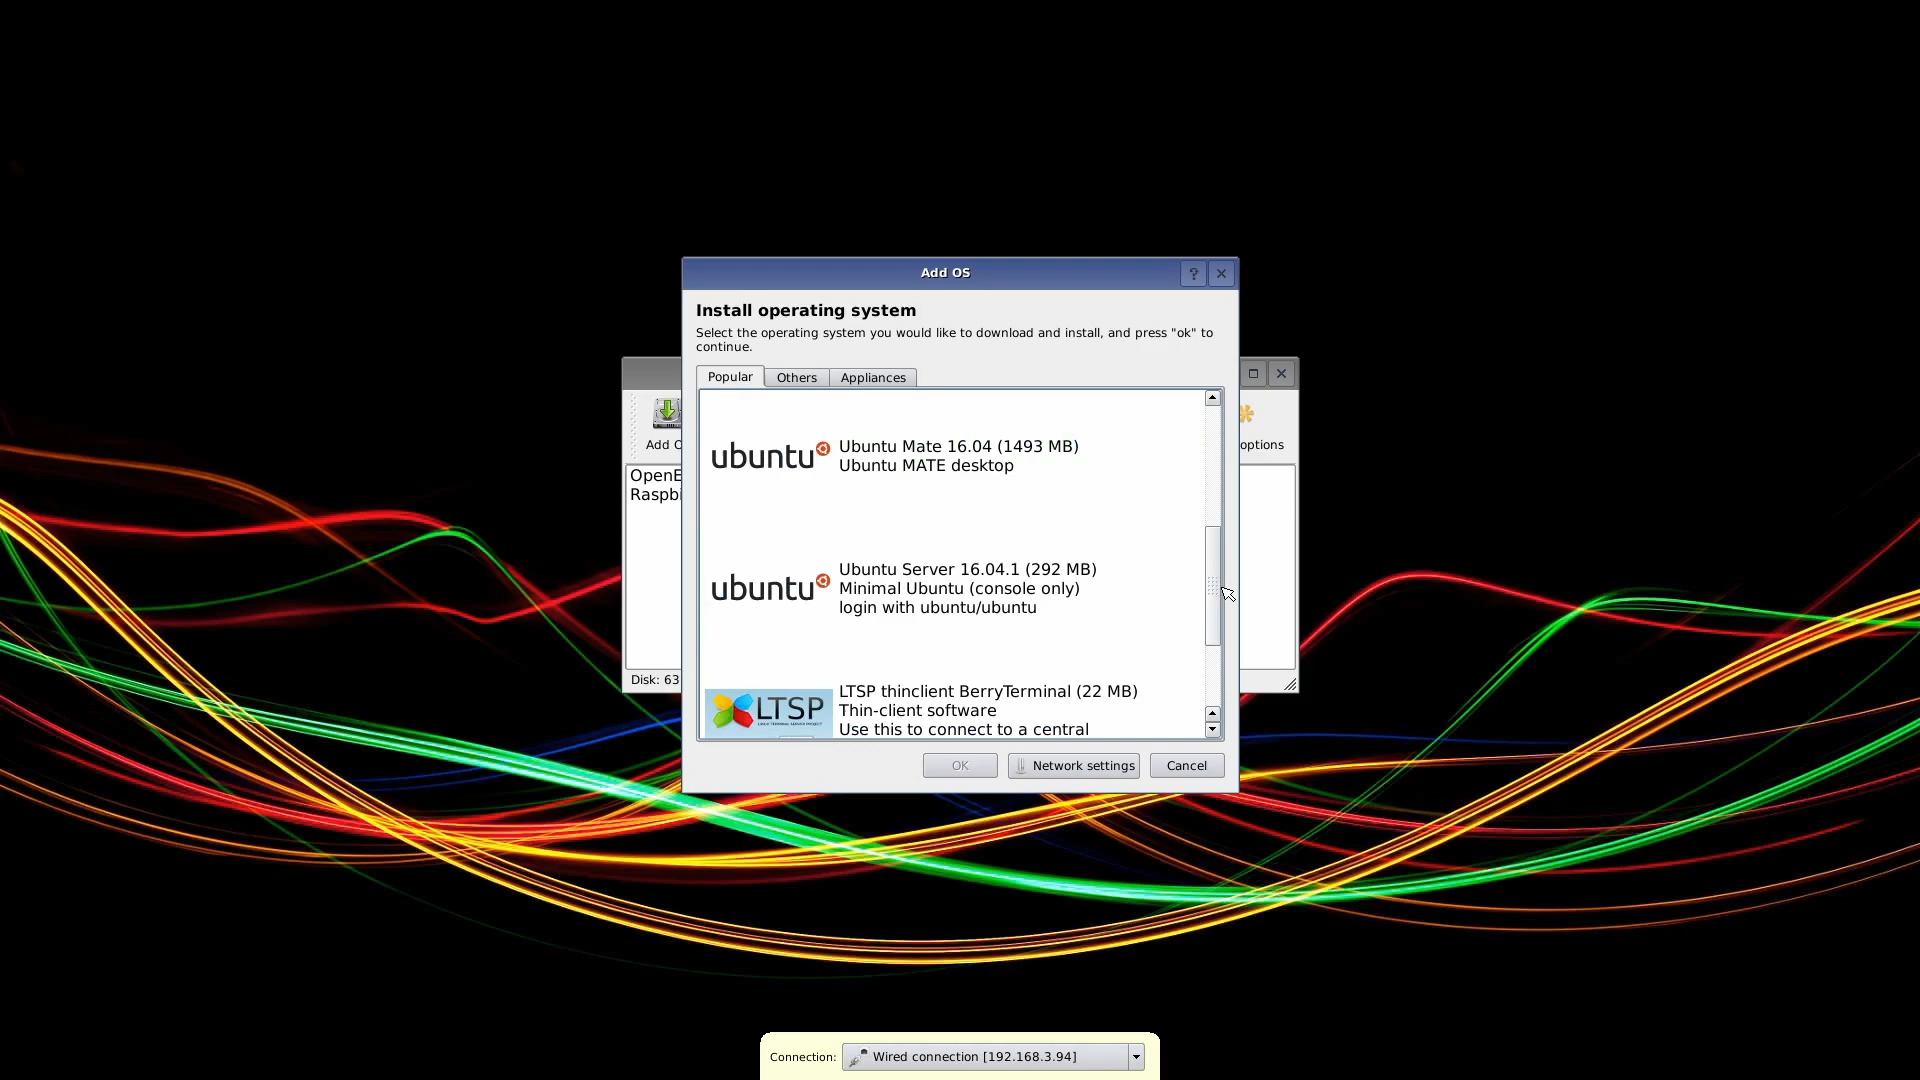 Add OS
Install operating system
Select the operating system you would like to download and install, and press "ok" to
continue.
Popular
Others
Appliances
ubuntu
Ubuntu Mate 16.04 (1493 MB)
Ubuntu MATE desktop
ubuntu
Ubuntu Server 16.04.1 (292 MB)
Minimal Ubuntu (console only)
login with ubuntu/ubuntu
LTSP
LTSP thinclient BerryTerminal (22 MB)
Thin-client software
Use this to connect to a central
OK
Network settings
Cancel
Add O
options
OpenE
Raspbi
Disk: 63
Connection:
Wired connection [192.168.3.94]